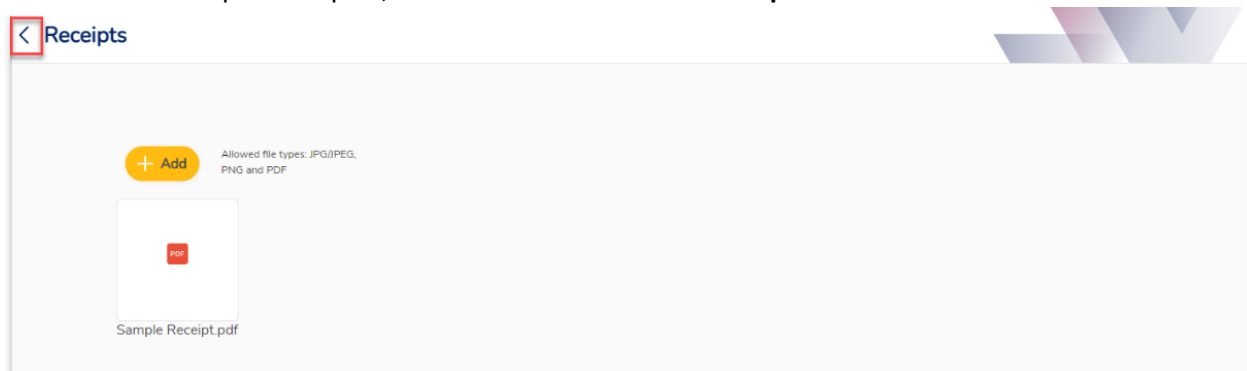 Receipts
+ Add
Allowed file types: JPG/JPEG,
PNG and PDF
PDF
Sample Receipt.pdf